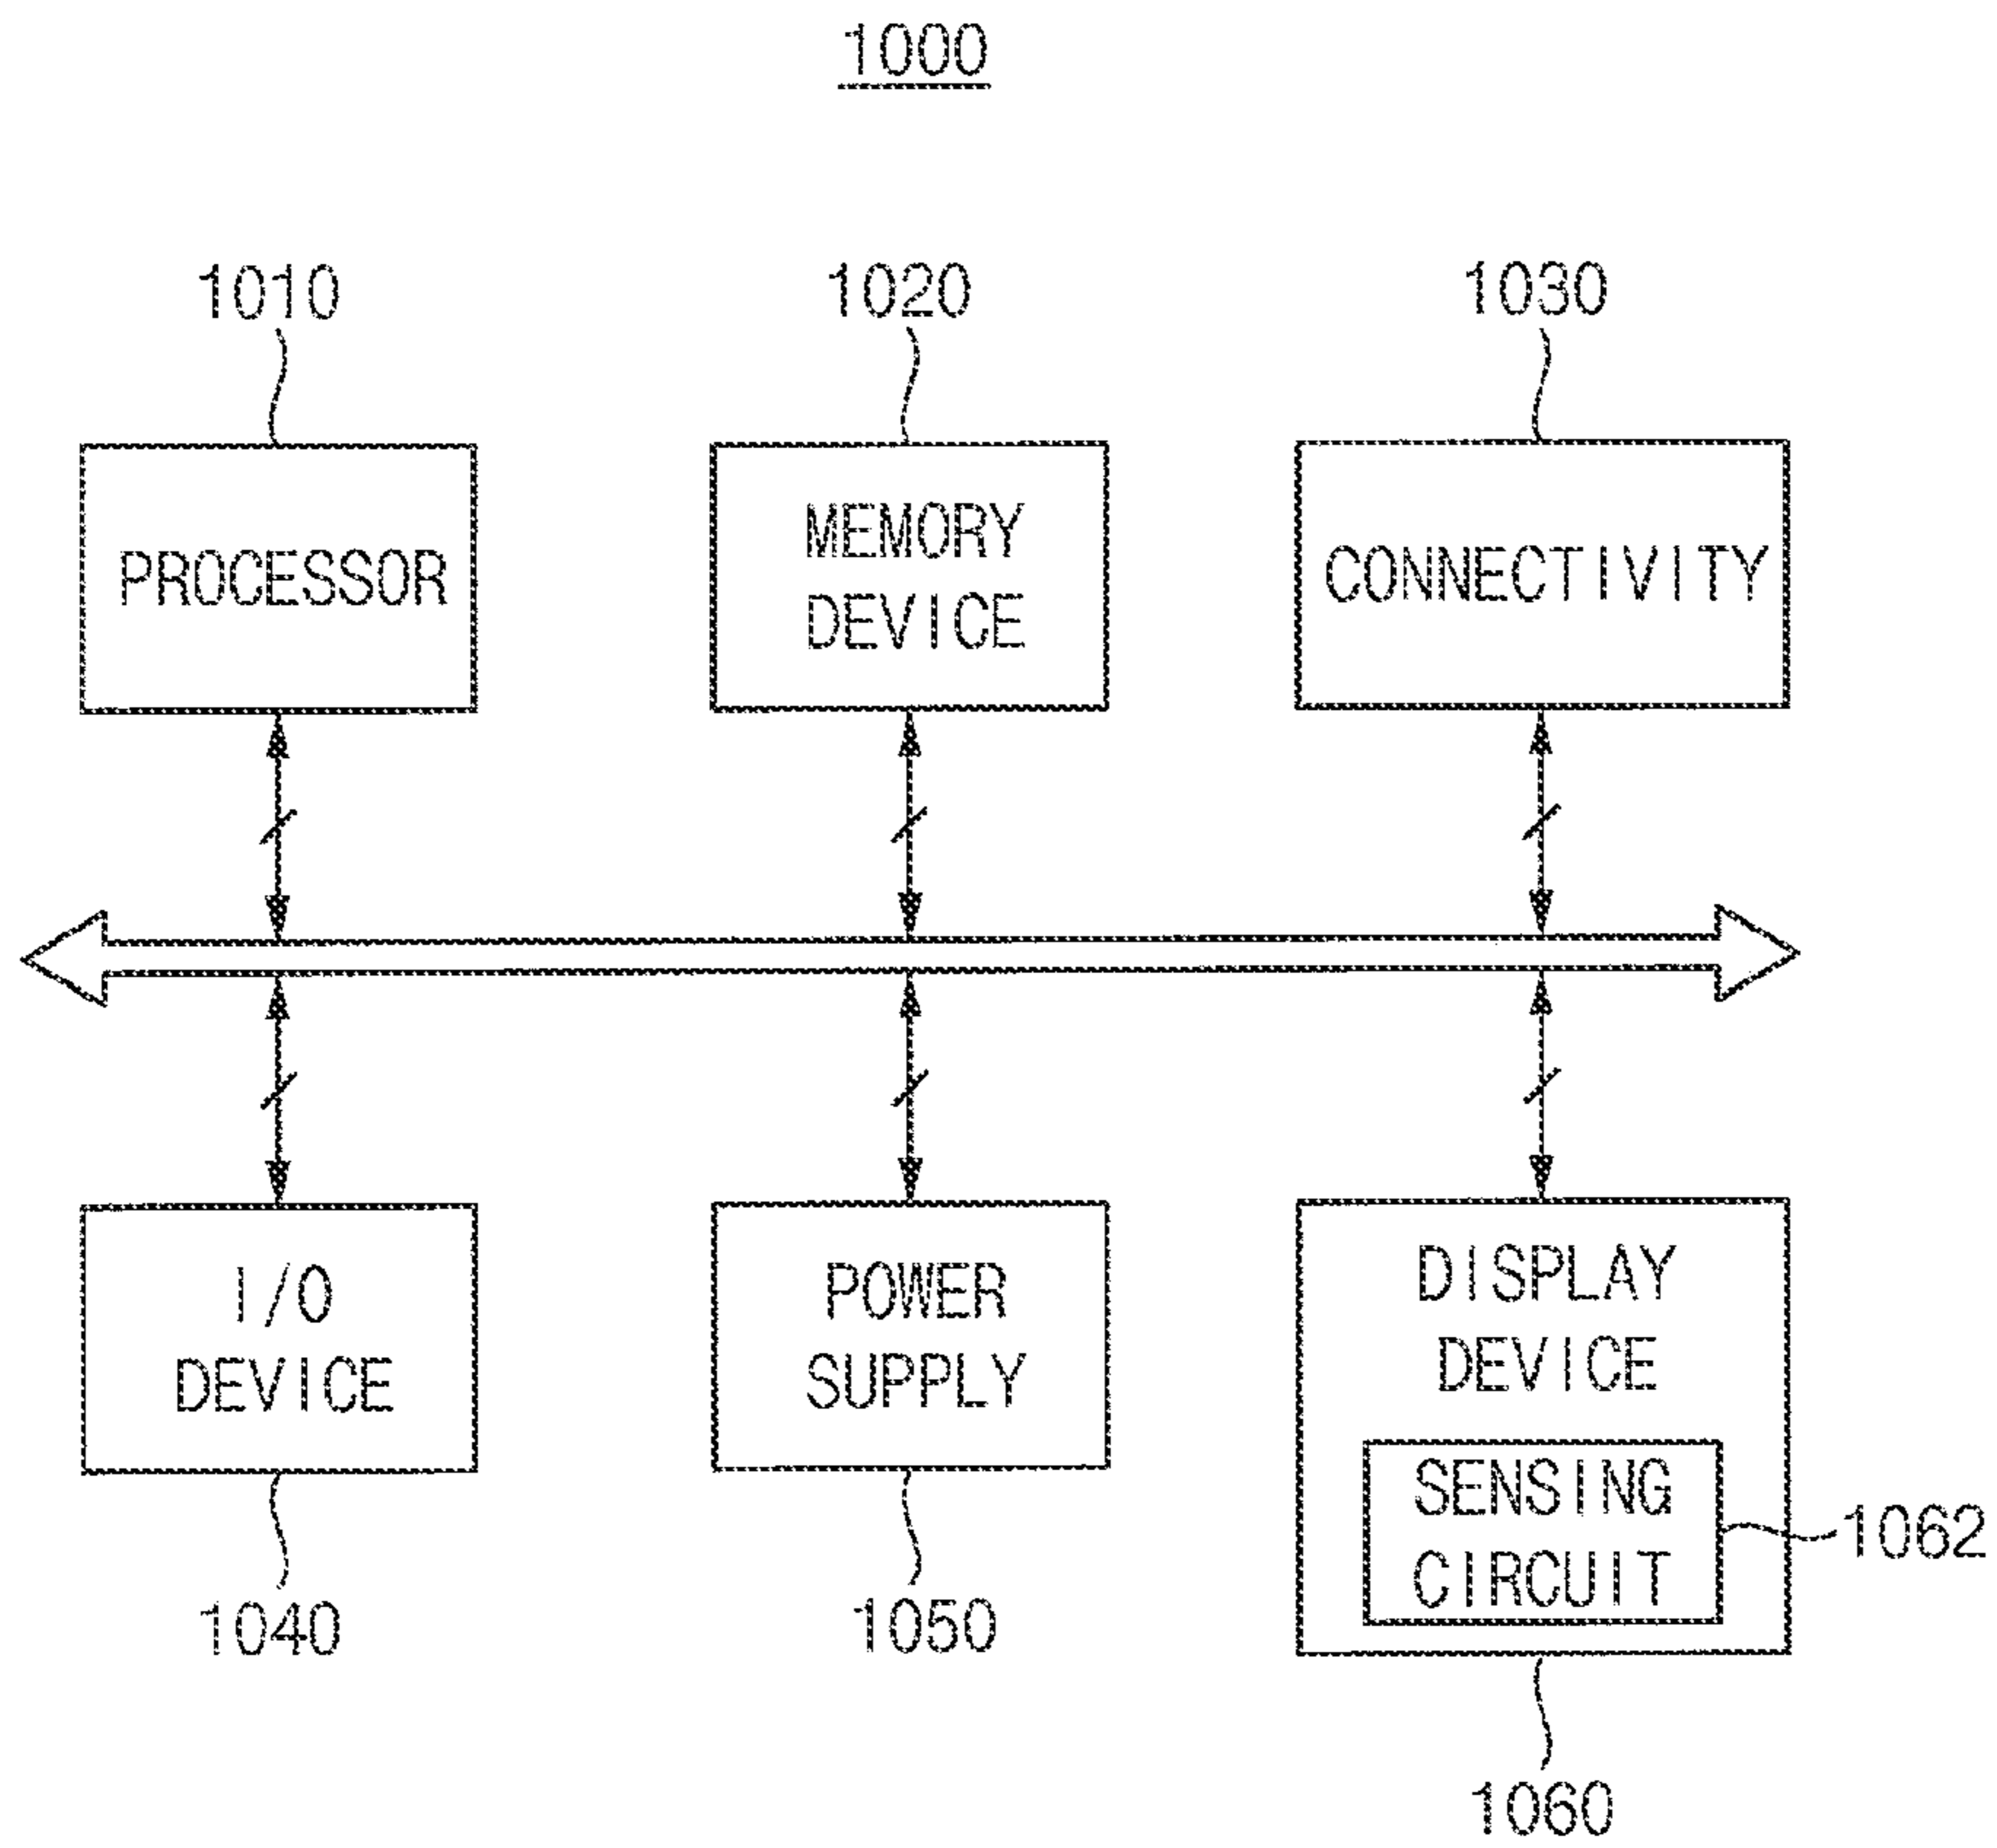 1000
1010
1020
1030
PROCESSOR
MEMORY
DEVICE
CONNECTIVITY
I/O
DEVICE
POWER
SUPPLY
DISPLAY
DEVICE
SENSING
CIRCUIT
1062
1040
1050
1060